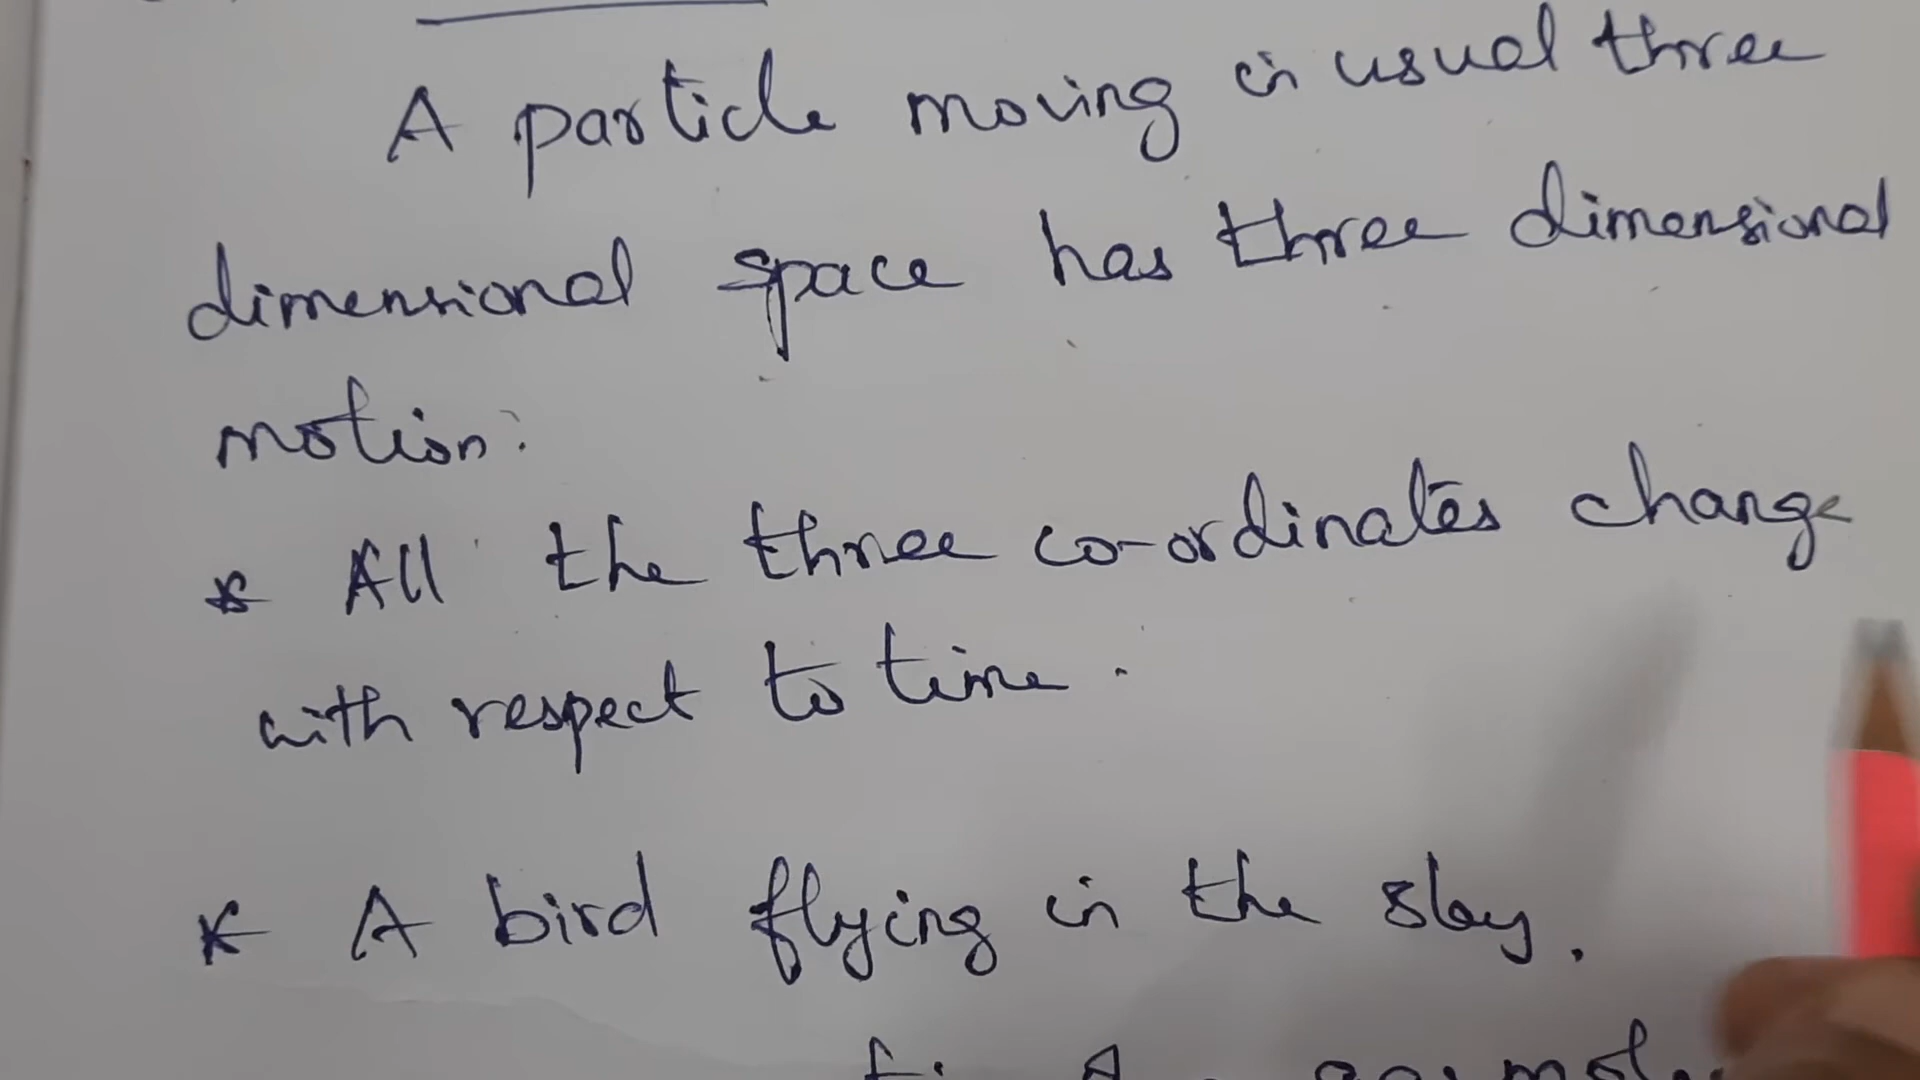 A particle moving in usual three
dimensional space has three dimensional
motion.
* All the three co-ordinates change
with respect to time.
* A bird flying in the sky.